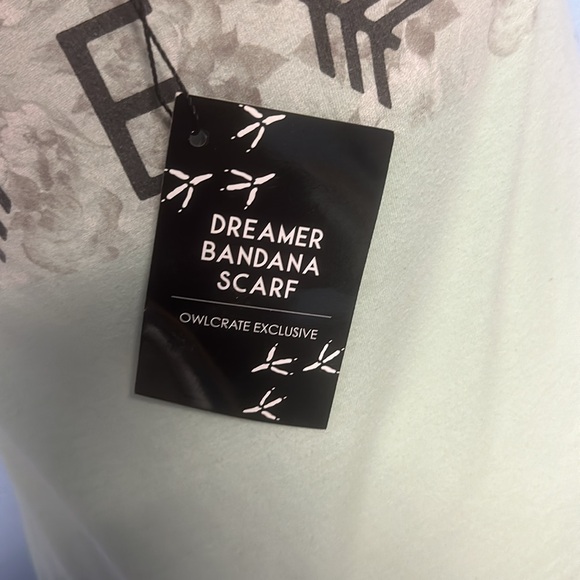 E
DREAMER
BANDANA
SCARF
OWLCRATE EXCLUSIVE